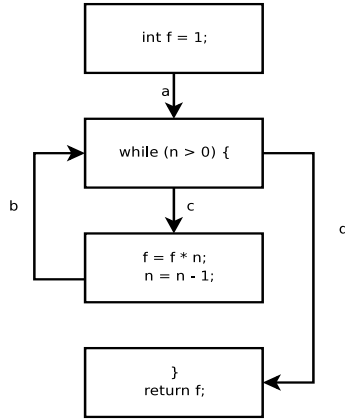 int f = 1;
a
while (n > 0) {
b
c
d
f = f * n;
n = n - 1;
}
return f;